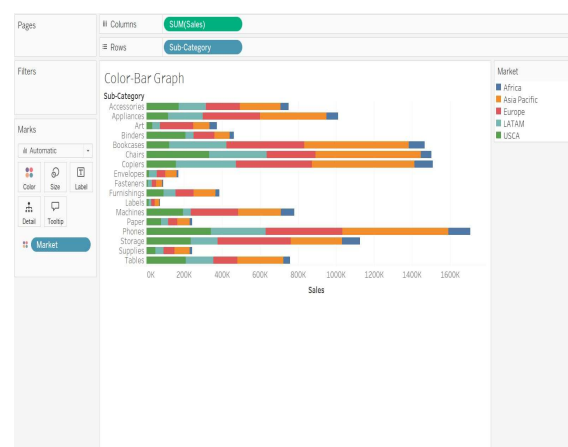 Pages
Columns
SUM(Sales)
Rows
Sub-Category
Filters
Marks
Automatic
Color
Size
Label
Detail
Tooltip
Market
Color-Bar Graph
Sub-Category
Accessories
Appliances
Art
Binders
Bookcases
Chairs
Copiers
Envelopes
Fasteners
Furnishings
Labels
Machines
Paper
Phones
Storage
Supplies
Tables
0K 200K 400K 600K 800K 1000K 1200K 1400K 1600K
Sales
Market
Africa
Asia Pacific
Europe
LATAM
USCA